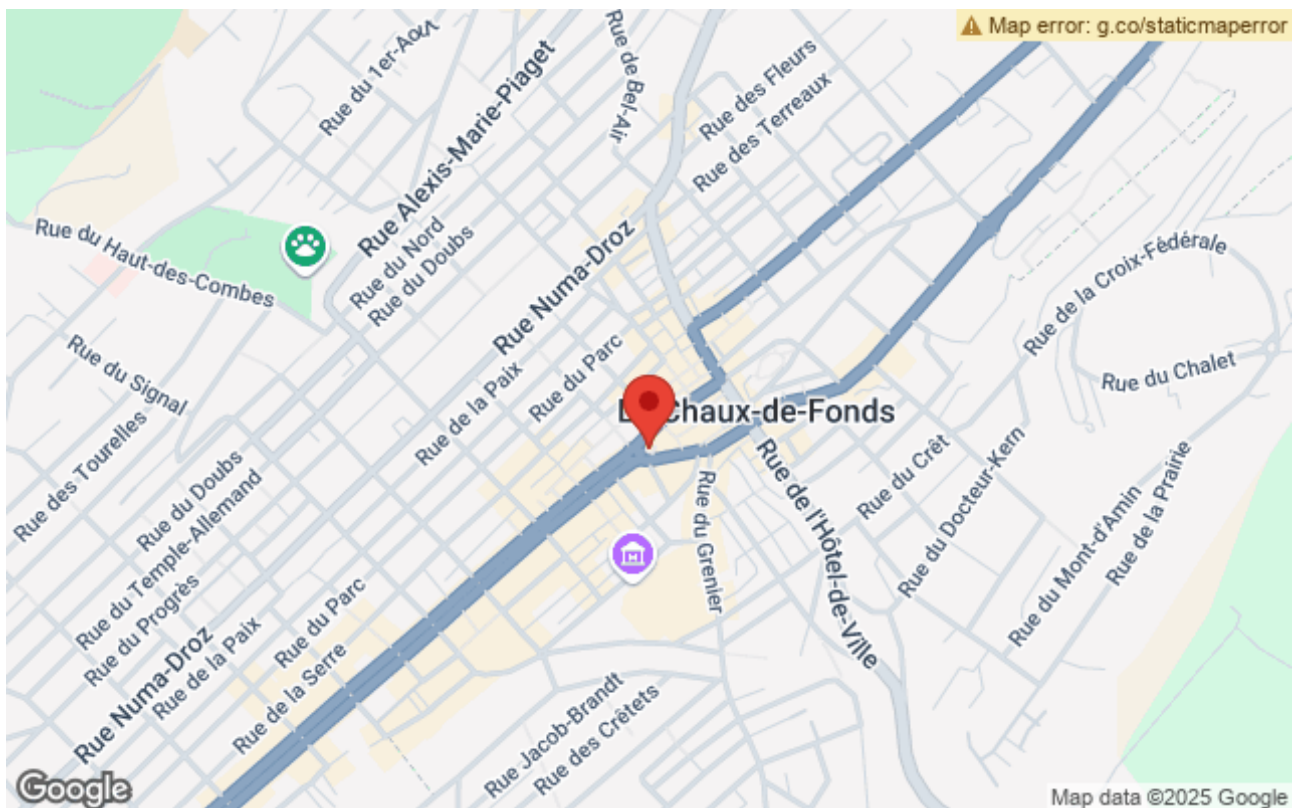 Map error: g.co/staticmaperror
Rue du 1er-Août
Rue de Bel-Air
Rue des Fleurs
Rue des Terreaux
Rue Alexis-Marie-Piaget
Rue du Nord
Rue du Doubs
Rue Numa-Droz
Rue du Haut-des-Combes
Rue de la Croix-Fédérale
Rue du Signal
Rue de la Paix
Rue du Parc
Rue du Chalet
Chaux-de-Fonds
Rue des Tourelles
Rue du Doubs
Rue du Temple-Allemand
Rue du Progrès
Rue Numa-Droz
Rue de la Paix
Rue du Parc
Rue de la Serre
Rue du Grenier
Rue de l'Hôtel-de-Ville
Rue du Crêt
Rue du Docteur-Kern
Rue du Mont-d'Amin
Rue de la Prairie
Rue Jacob-Brandt
Rue des Crêtets
M
Google
Map data ©2025 Google